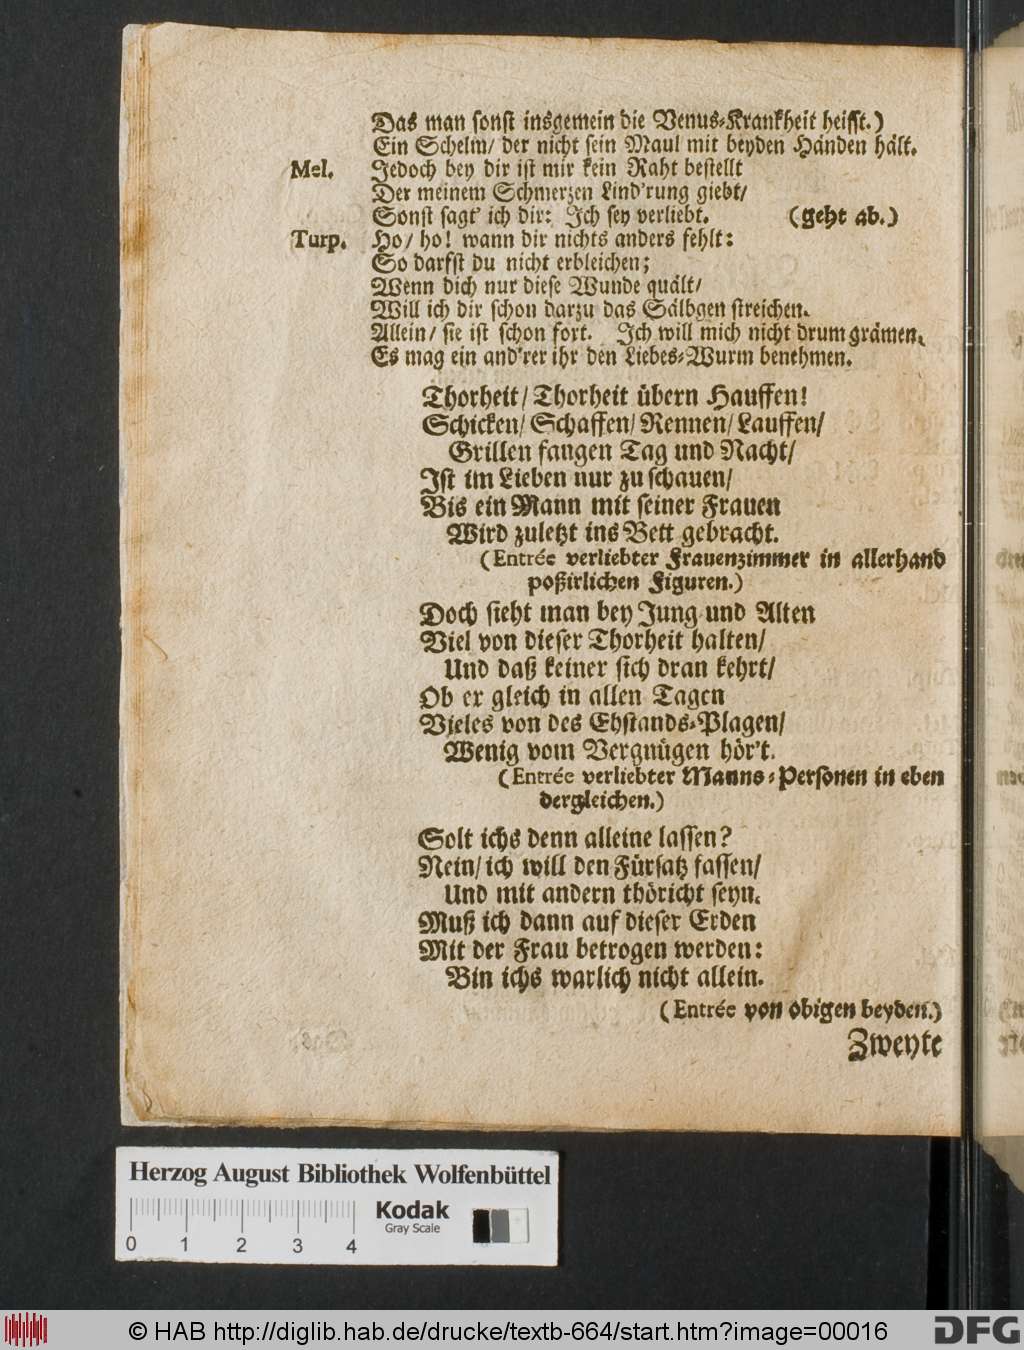 Das man sonst insgemein die Venus-Krankheit heisst.)
Ein Schelm/ der nicht sein Maul mit beyden Händen hält.
Mel. Jedoch bey dir ist mir kein Raht bestellt
Der meinem Schmerzen Lind'rung giebt/
Sonst sagt' ich dir: Ich sey verliebt. (geht ab.)
Turp. Ho/ ho! wann dir nichts anders fehlt:
So darfst du nicht erbleichen;
Wenn dich nur diese Wunde quält/
Will ich dir schon darzu das Sälbgen streichen.
Allein/ sie ist schon fort. Ich will mich nicht drum grämen.
Es mag ein and'rer ihr den Liebes-Wurm benehmen.
Thorheit/ Thorheit übern Hauffen!
Schicken/ Schaffen/ Rennen/ Lauffen/
Grillen fangen Tag und Nacht/
Ist im Lieben nur zu schauen/
Bis ein Mann mit seiner Frauen
Wird zuletzt ins Bett gebracht.
(Entrée verliebter Frauenzimmer in allerhand
poßirlichen Figuren.)
Doch sieht man bey Jung und Alten
Viel von dieser Thorheit halten/
Und daß keiner sich dran kehrt/
Ob er gleich in allen Tagen
Vieles von des Ehstands-Plagen/
Wenig vom Vergnügen hör't.
(Entrée verliebter Manns-Personen in eben
dergleichen.)
Solt ichs denn alleine lassen?
Nein/ ich will den Fürsatz fassen/
Und mit andern thöricht seyn.
Muß ich dann auf dieser Erden
Mit der Frau betrogen werden:
Bin ichs warlich nicht allein.
(Entrée von obigen beyden.)
Zweyte
Herzog August Bibliothek Wolfenbüttel
Kodak
Gray Scale
0 1 2 3 4
© HAB http://diglib.hab.de/drucke/textb-664/start.htm?image=00016
DFG